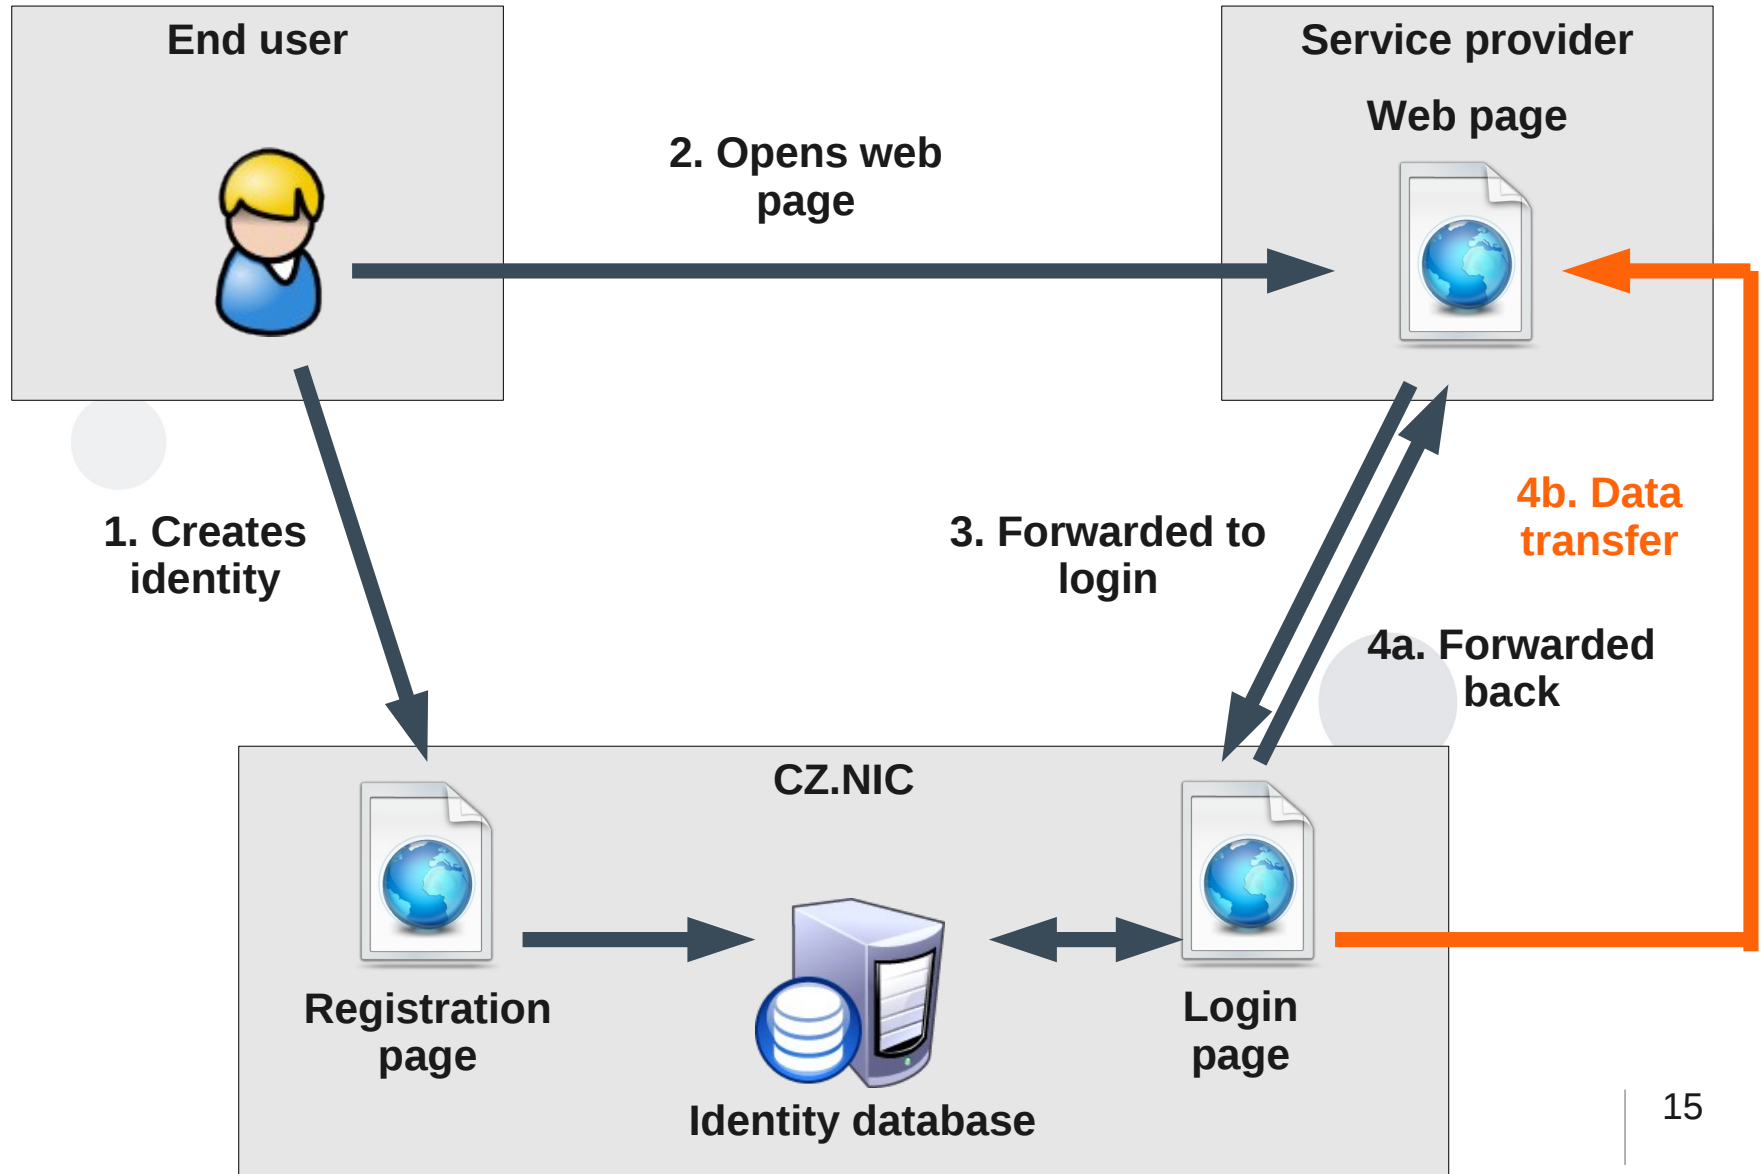 End user
Service provider
Web page
2. Opens web
page
4b. Data
transfer
1. Creates
identity
3. Forwarded to
login
4a. Forwarded
back
CZ.NIC
Registration
page
Login
page
Identity database
15